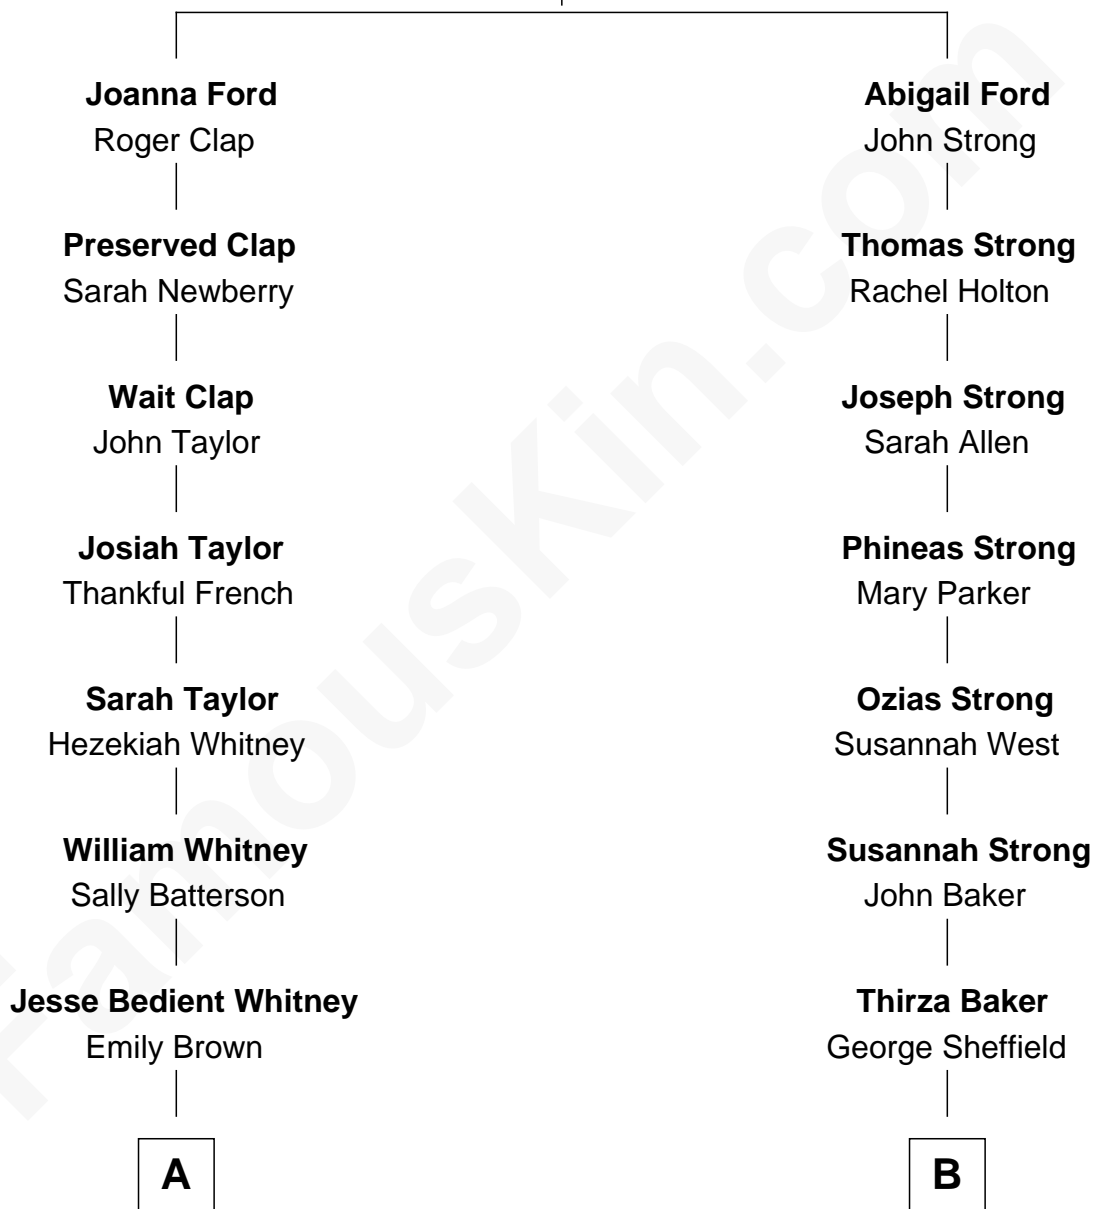 Joanna Ford
Roger Clap
Preserved Clap
Sarah Newberry
Wait Clap
John Taylor
Josiah Taylor
Thankful French
Sarah Taylor
Hezekiah Whitney
William Whitney
Sally Batterson
Jesse Bedient Whitney
Emily Brown
A
Abigail Ford
John Strong
Thomas Strong
Rachel Holton
Joseph Strong
Sarah Allen
Phineas Strong
Mary Parker
Ozias Strong
Susannah West
Susannah Strong
John Baker
Thirza Baker
George Sheffield
B
FamousKin.com